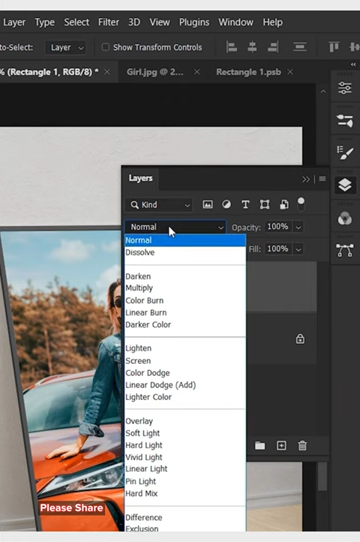 Layer Type Select Filter 3D View Plugins Window Help
to-Select: Layer Show Transform Controls
% (Rectangle 1, RGB/8) * × Girl.jpg @ 2... × Rectangle 1.psb ×
Layers
Kind
Normal Opacity: 100%
Normal Fill: 100%
Dissolve
Darken
Multiply
Color Burn
Linear Burn
Darker Color
Lighten
Screen
Color Dodge
Linear Dodge (Add)
Lighter Color
Overlay
Soft Light
Hard Light
Vivid Light
Linear Light
Pin Light
Hard Mix
Please Share
Difference
Exclusion